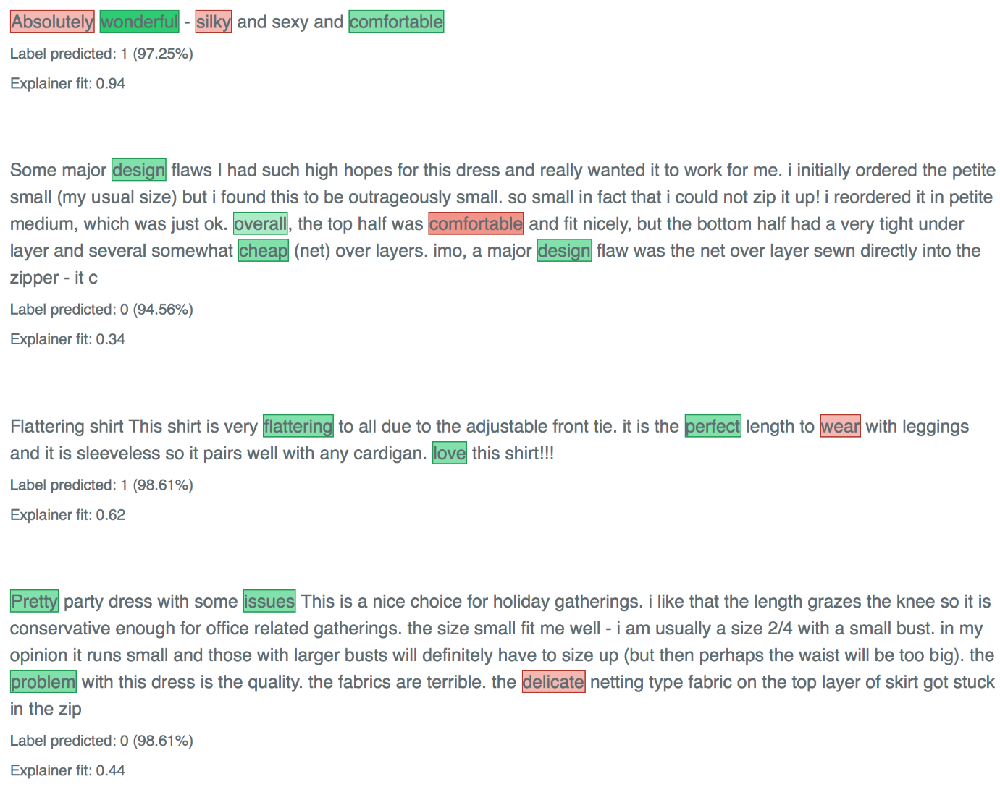 Absolutely wonderful - silky and sexy and comfortable
Label predicted: 1 (97.25%)
Explainer fit: 0.94
Some major design flaws I had such high hopes for this dress and really wanted it to work for me. i initially ordered the petite
small (my usual size) but i found this to be outrageously small. so small in fact that i could not zip it up! i reordered it in petite
medium, which was just ok. overall, the top half was comfortable and fit nicely, but the bottom half had a very tight under
layer and several somewhat cheap (net) over layers. imo, a major design flaw was the net over layer sewn directly into the
zipper - it c
Label predicted: 0 (94.56%)
Explainer fit: 0.34
Flattering shirt This shirt is very flattering to all due to the adjustable front tie. it is the perfect length to wear with leggings
and it is sleeveless so it pairs well with any cardigan. love this shirt!!!
Label predicted: 1 (98.61%)
Explainer fit: 0.62
Pretty party dress with some issues This is a nice choice for holiday gatherings. i like that the length grazes the knee so it is
conservative enough for office related gatherings. the size small fit me well - i am usually a size 2/4 with a small bust. in my
opinion it runs small and those with larger busts will definitely have to size up (but then perhaps the waist will be too big). the
problem with this dress is the quality. the fabrics are terrible. the delicate netting type fabric on the top layer of skirt got stuck
in the zip
Label predicted: 0 (98.61%)
Explainer fit: 0.44